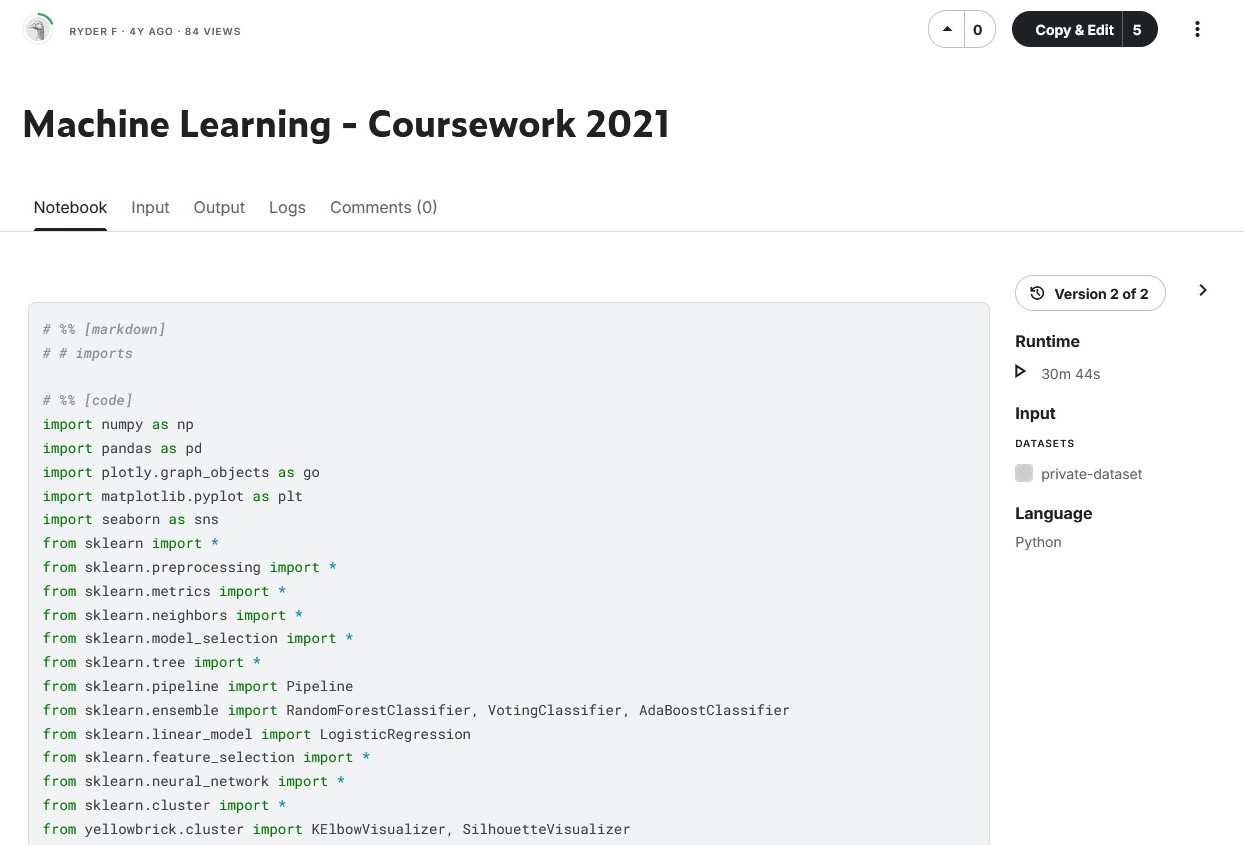 RYDER F · 4Y AGO · 84 VIEWS
0
Copy & Edit 5
Machine Learning - Coursework 2021
Notebook Input Output Logs Comments (0)
# %% [markdown]
# # imports
# %% [code]
import numpy as np
import pandas as pd
import plotly.graph_objects as go
import matplotlib.pyplot as plt
import seaborn as sns
from sklearn import *
from sklearn.preprocessing import *
from sklearn.metrics import *
from sklearn.neighbors import *
from sklearn.model_selection import *
from sklearn.tree import *
from sklearn.pipeline import Pipeline
from sklearn.ensemble import RandomForestClassifier, VotingClassifier, AdaBoostClassifier
from sklearn.linear_model import LogisticRegression
from sklearn.feature_selection import *
from sklearn.neural_network import *
from sklearn.cluster import *
from yellowbrick.cluster import KElbowVisualizer, SilhouetteVisualizer
Version 2 of 2
Runtime
30m 44s
Input
DATASETS
private-dataset
Language
Python